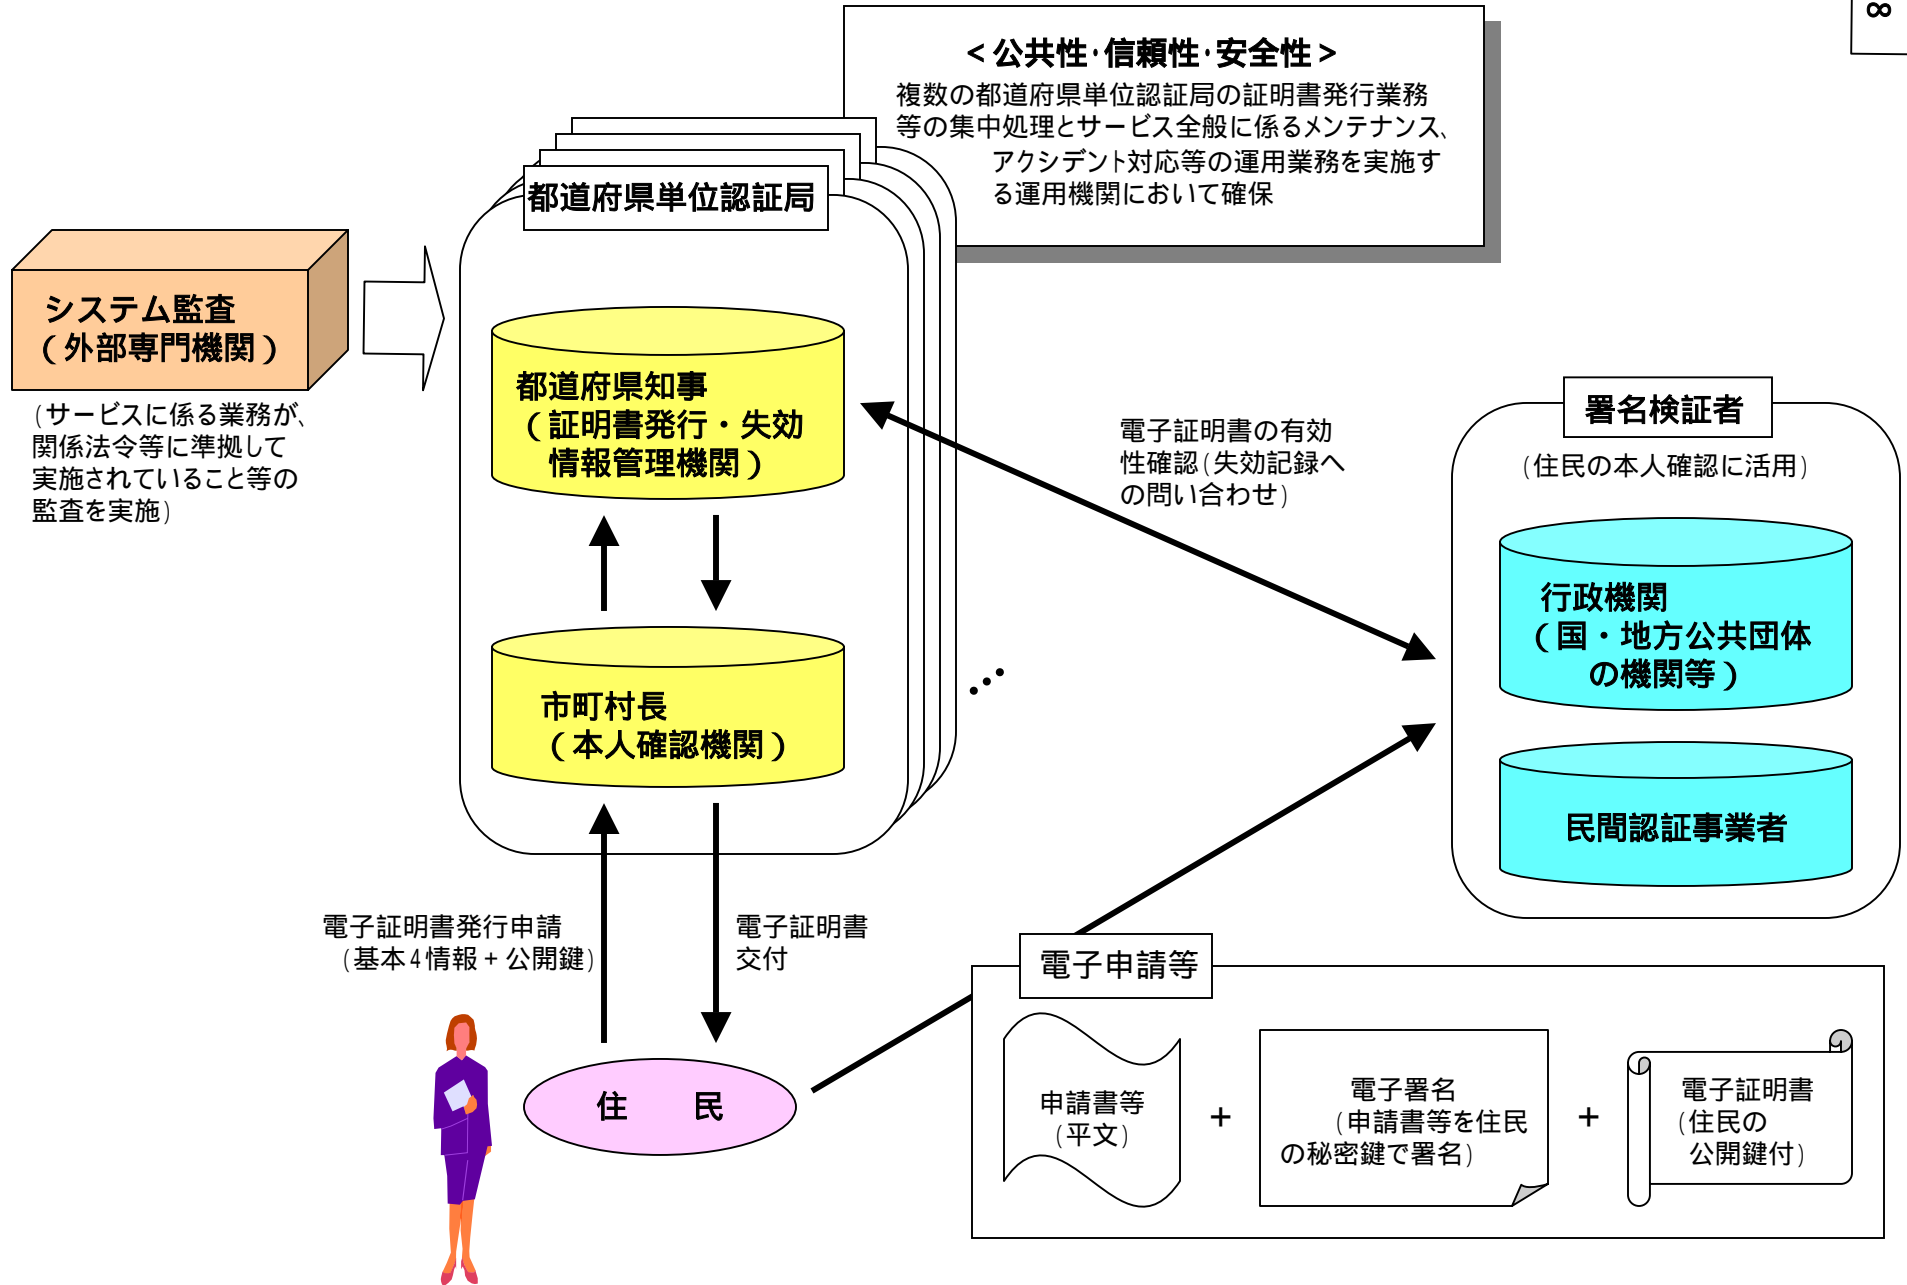 8
＜公共性・信頼性・安全性＞
複数の都道府県単位認証局の証明書発行業務
等の集中処理とサービス全般に係るメンテナンス、
アクシデント対応等の運用業務を実施す
る運用機関において確保
都道府県単位認証局
システム監査
（外部専門機関）
（サービスに係る業務が、
関係法令等に準拠して
実施されていること等の
監査を実施）
都道府県知事
（証明書発行・失効
情報管理機関）
市町村長
（本人確認機関）
…
電子証明書の有効
性確認（失効記録へ
の問い合わせ）
署名検証者
（住民の本人確認に活用）
行政機関
（国・地方公共団体
の機関等）
民間認証事業者
電子証明書発行申請
（基本4情報＋公開鍵）
電子証明書
交付
住　　民
電子申請等
申請書等
（平文）
＋
電子署名
（申請書等を住民
の秘密鍵で署名）
＋
電子証明書
（住民の
公開鍵付）